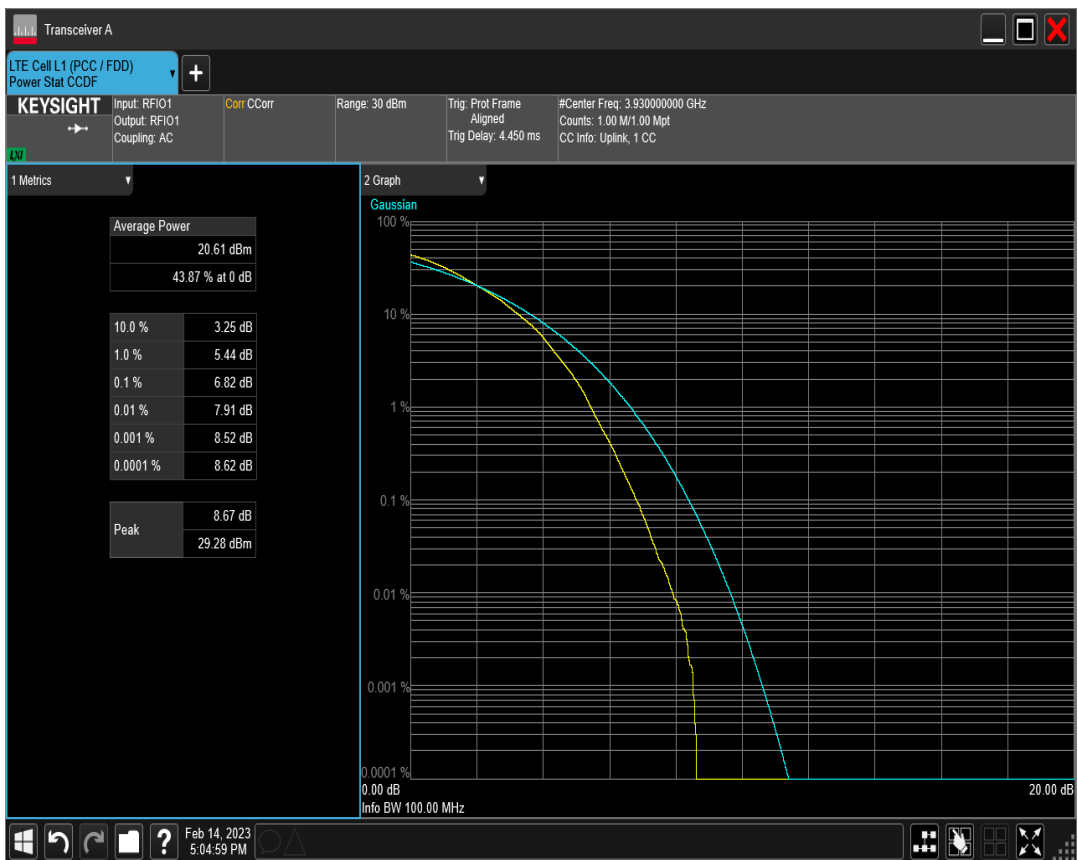 Transceiver A
LTE Cell L1 (PCC / FDD)
Power Stat CCDF
+
KEYSIGHT
LXI
Input: RFIO1
Output: RFIO1
Coupling: AC
Corr CCorr
Range: 30 dBm
Trig: Prot Frame
Aligned
Trig Delay: 4.450 ms
#Center Freq: 3.930000000 GHz
Counts: 1.00 M/1.00 Mpt
CC Info: Uplink, 1 CC
1 Metrics
Average Power
20.61 dBm
43.87 % at 0 dB
10.0 % 3.25 dB
1.0 % 5.44 dB
0.1 % 6.82 dB
0.01 % 7.91 dB
0.001 % 8.52 dB
0.0001 % 8.62 dB
Peak
8.67 dB
29.28 dBm
2 Graph
Gaussian
100 %
10 %
1 %
0.1 %
0.01 %
0.001 %
0.0001 %
0.00 dB 20.00 dB
Info BW 100.00 MHz
?
Feb 14, 2023
5:04:59 PM